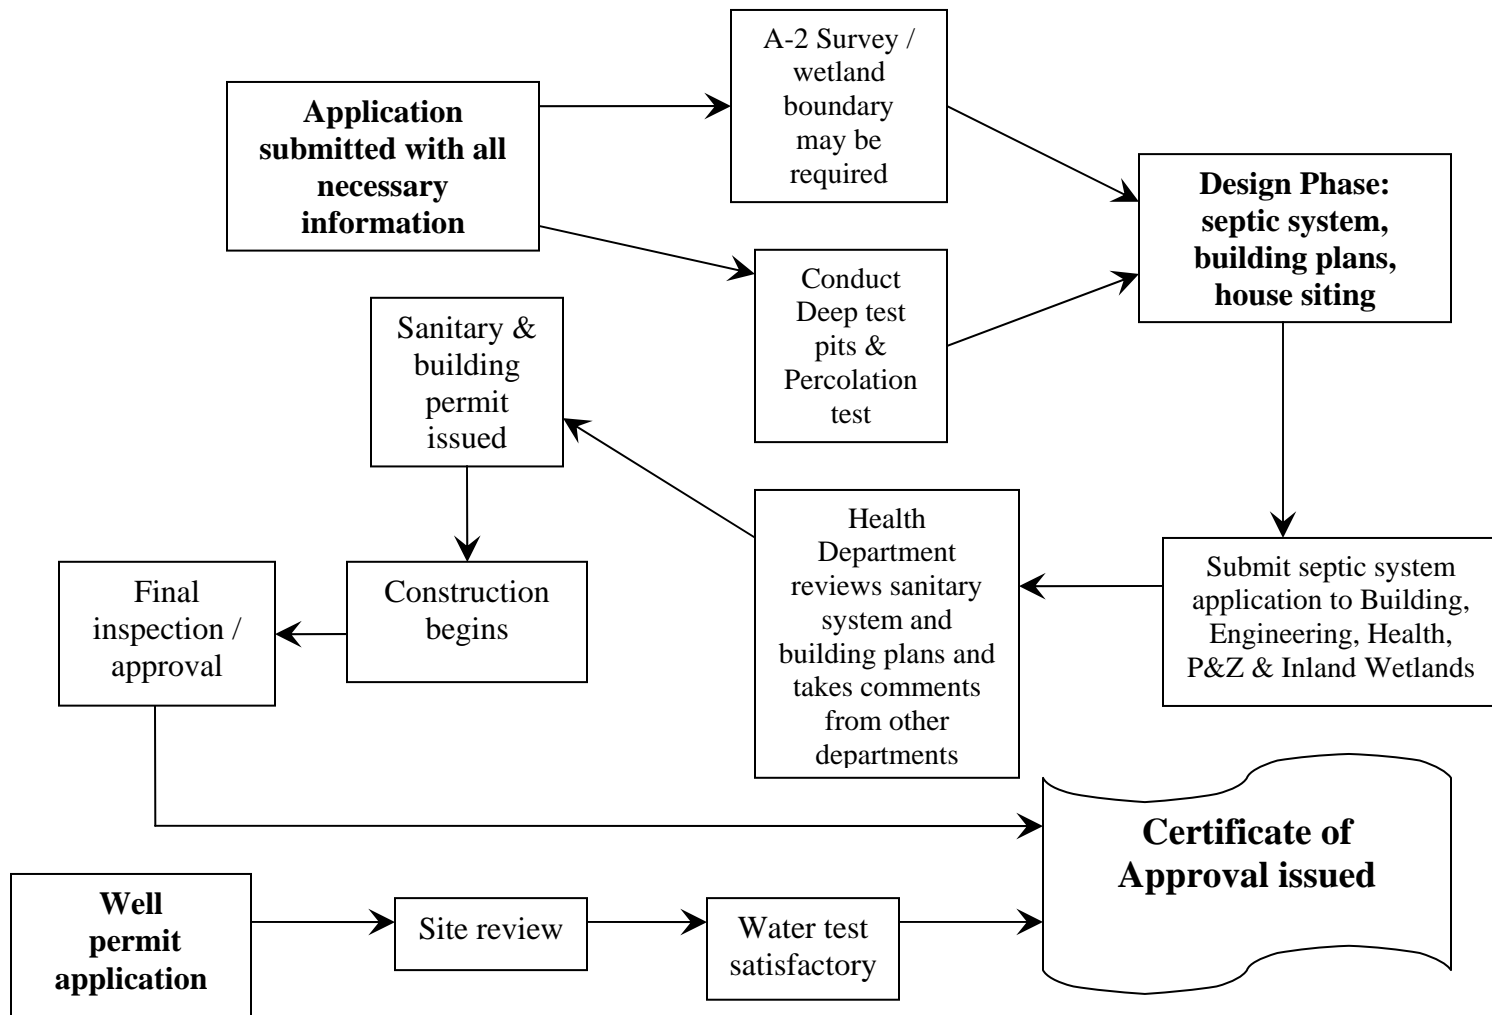 Application
submitted with all
necessary
information
A-2 Survey /
wetland
boundary
may be
required
Conduct
Deep test
pits &
Percolation
test
Design Phase:
septic system,
building plans,
house siting
Submit septic system
application to Building,
Engineering, Health,
P&Z & Inland Wetlands
Health
Department
reviews sanitary
system and
building plans and
takes comments
from other
departments
Sanitary &
building
permit
issued
Construction
begins
Final
inspection /
approval
Certificate of
Approval issued
Well
permit
application
Site review
Water test
satisfactory